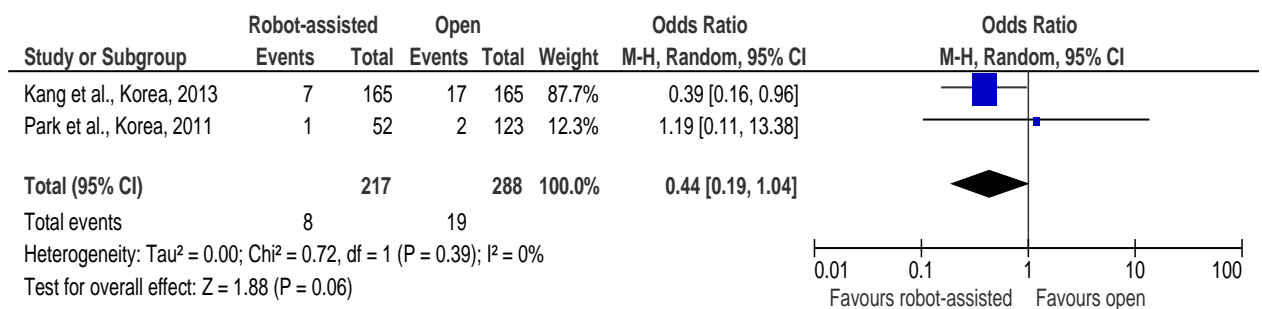 Robot-assisted Open Odds Ratio Odds Ratio
Study or Subgroup Events Total Events Total Weight M-H, Random, 95% CI M-H, Random, 95% CI
Kang et al., Korea, 2013 7 165 17 165 87.7% 0.39 [0.16, 0.96]
Park et al., Korea, 2011 1 52 2 123 12.3% 1.19 [0.11, 13.38]
Total (95% CI) 217 288 100.0% 0.44 [0.19, 1.04]
Total events 8 19
Heterogeneity: Tau² = 0.00; Chi² = 0.72, df = 1 (P = 0.39); I² = 0%
Test for overall effect: Z = 1.88 (P = 0.06)
0.01 0.1 1 10 100
Favours robot-assisted Favours open